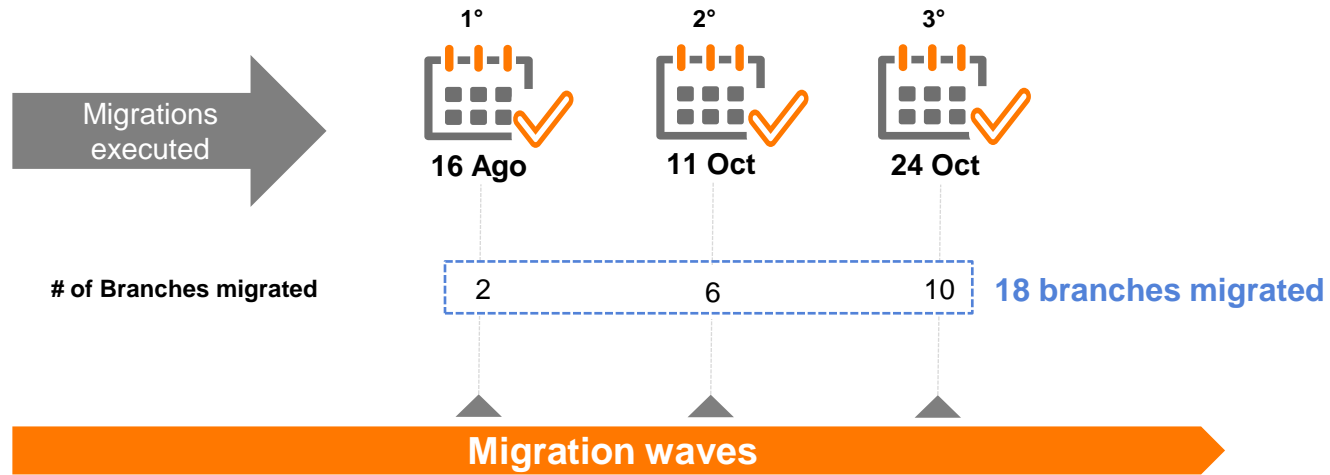 1° 2° 3°
Migrations
executed
16 Ago 11 Oct 24 Oct
# of Branches migrated 2 6 10 18 branches migrated
Migration waves